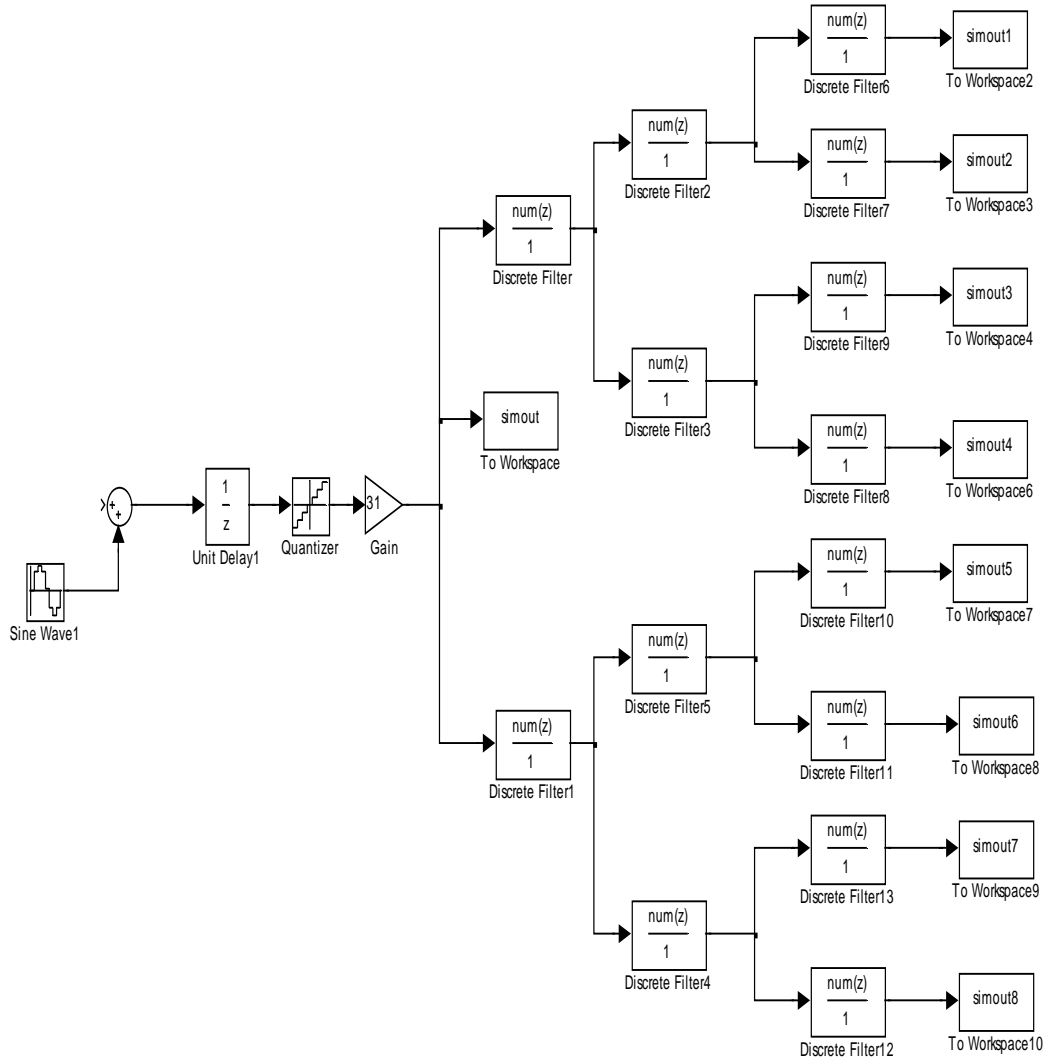 num(z)
1
Discrete Filter6
simout1
To Workspace2
num(z)
1
Discrete Filter2
num(z)
1
Discrete Filter7
simout2
To Workspace3
num(z)
1
Discrete Filter
num(z)
1
Discrete Filter9
simout3
To Workspace4
num(z)
1
Discrete Filter3
simout
To Workspace
num(z)
1
Discrete Filter8
simout4
To Workspace6
+
+
1
z
Unit Delay1
Quantizer
31
Gain
Sine Wave1
num(z)
1
Discrete Filter10
simout5
To Workspace7
num(z)
1
Discrete Filter5
num(z)
1
Discrete Filter1
num(z)
1
Discrete Filter11
simout6
To Workspace8
num(z)
1
Discrete Filter13
simout7
To Workspace9
num(z)
1
Discrete Filter4
num(z)
1
Discrete Filter12
simout8
To Workspace10